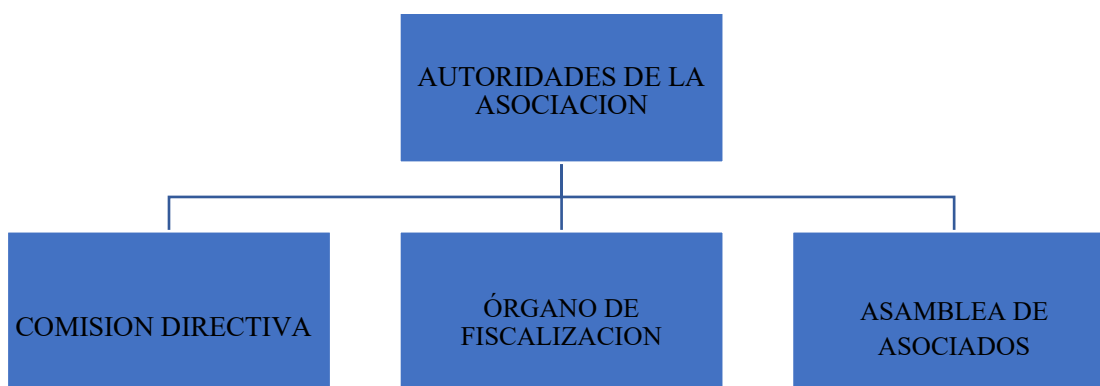 AUTORIDADES DE LA
ASOCIACION
COMISION DIRECTIVA
ÓRGANO DE
FISCALIZACION
ASAMBLEA DE
ASOCIADOS